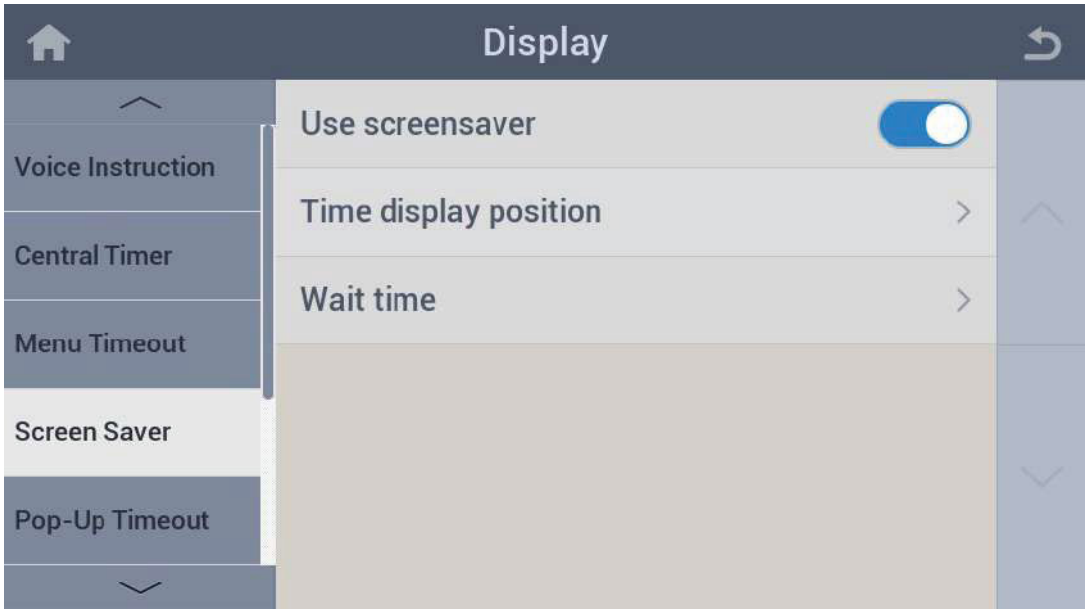 Display
Voice Instruction
Central Timer
Menu Timeout
Screen Saver
Pop-Up Timeout
Use screensaver
Time display position
Wait time